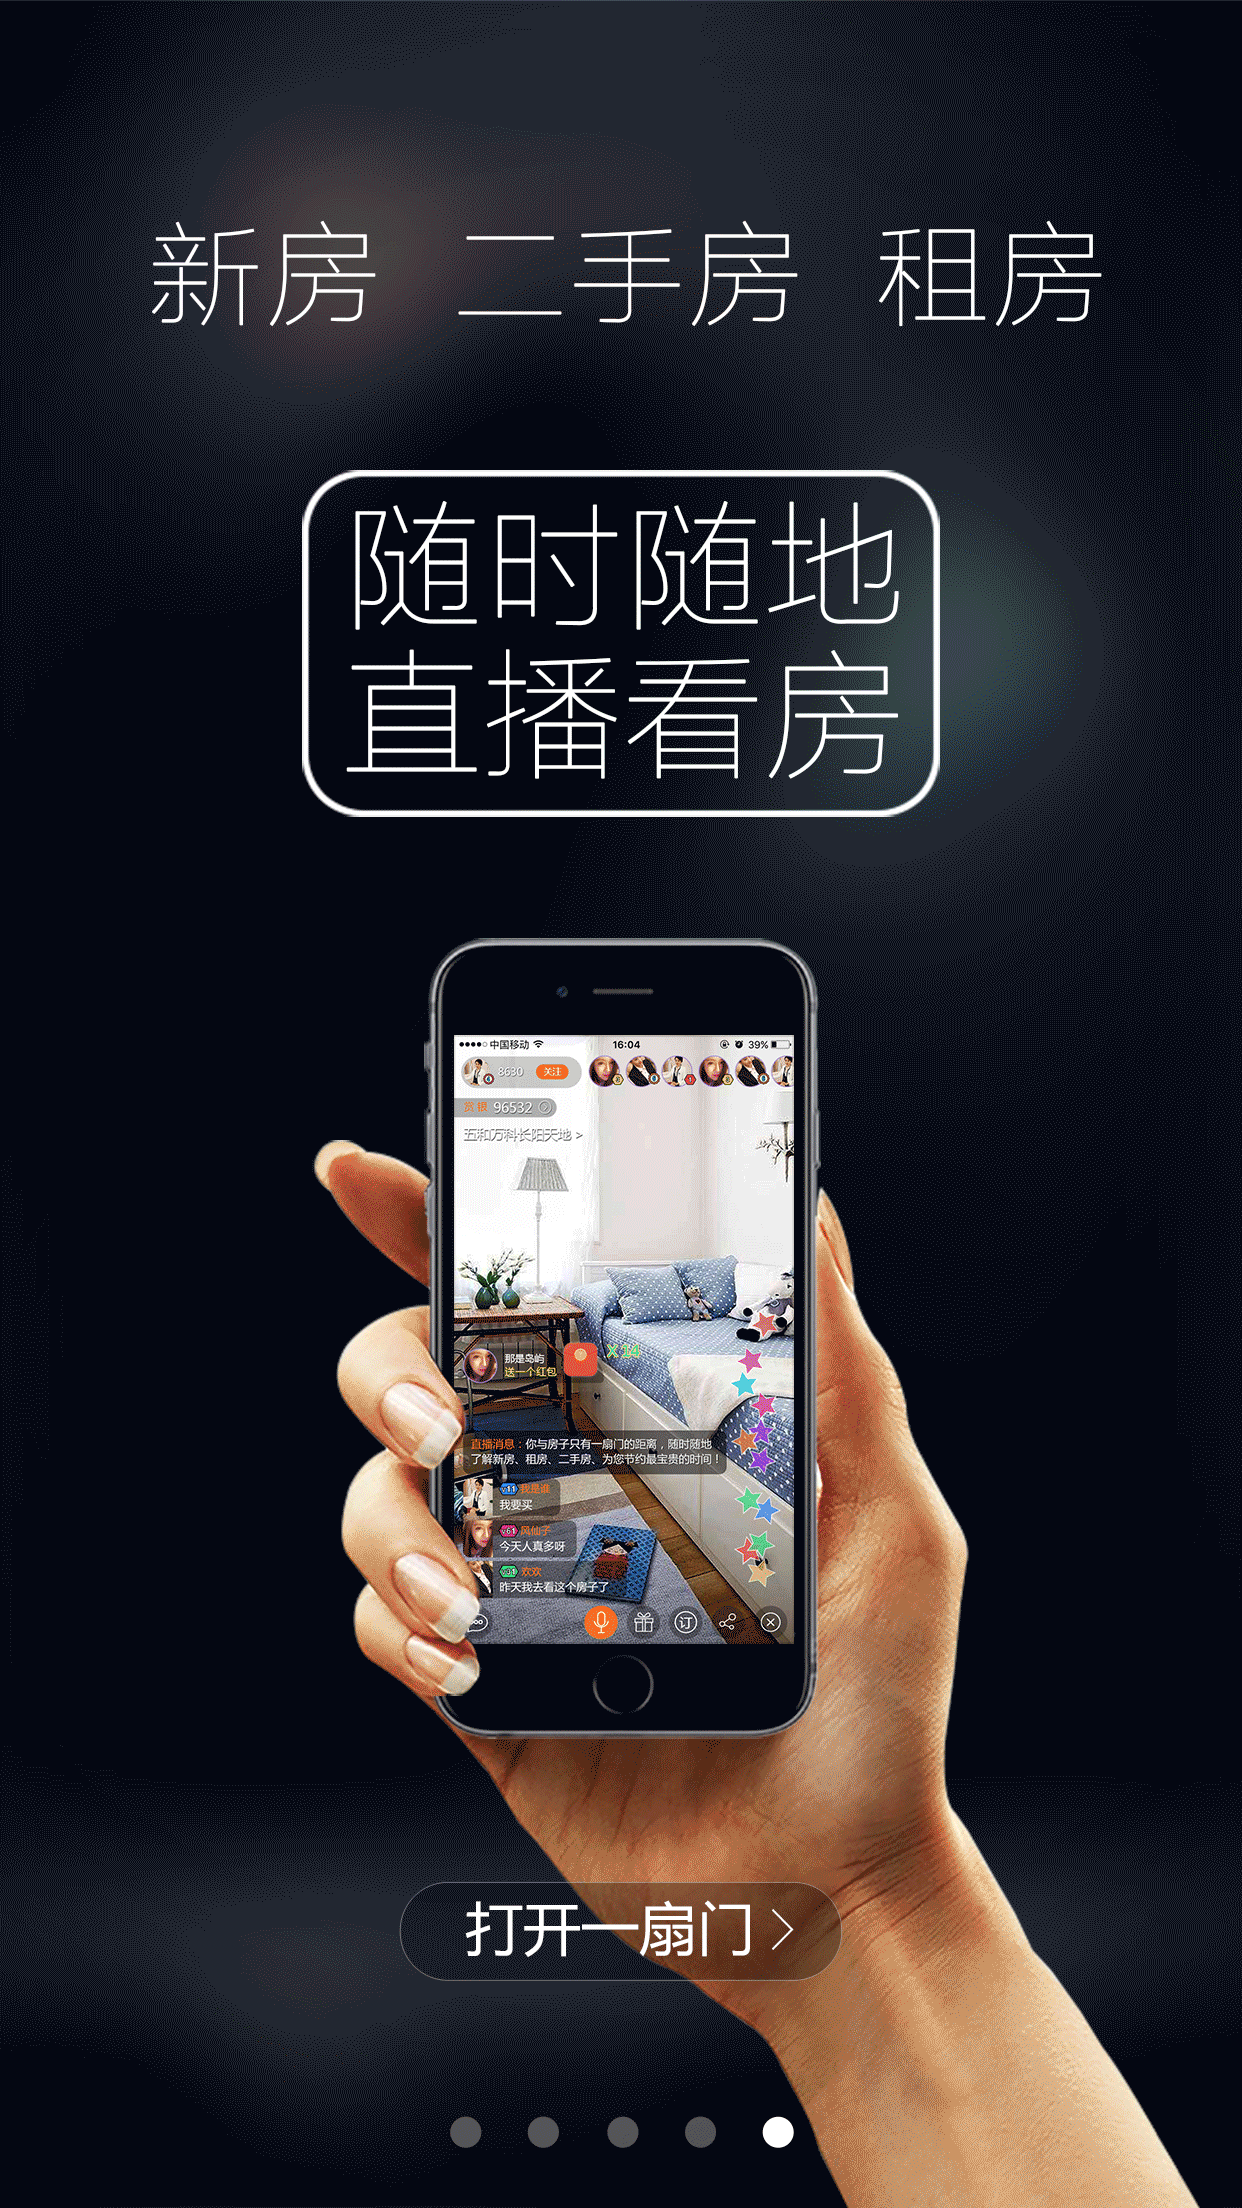 新房 二手房 租房
随时随地
直播看房
中国移动 16:04 39%
8630 关注
96532
五和万科长阳天地 >
那是岛屿
送一个红包 X 14
直播消息：你与房子只有一扇门的距离，随时随地
了解新房、租房、二手房、为您节约最宝贵的时间！
V11 我是谁
我要买
V61 风仙子
今天人真多呀
欢欢
昨天我去看这个房子了
订
打开一扇门